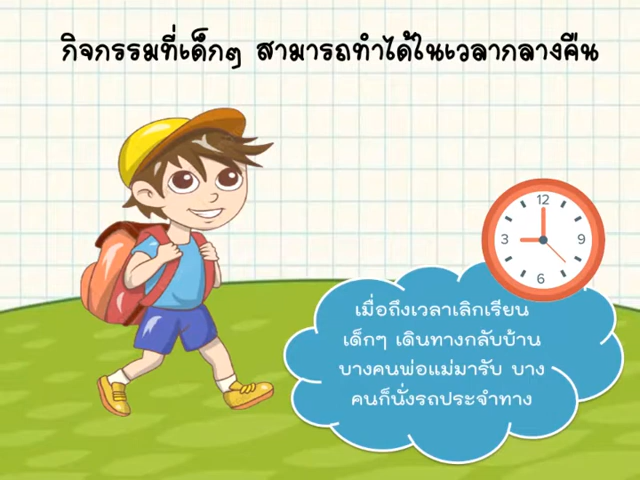 กิจกรรมที่เด็กๆ สามารถทำได้ในเวลากลางคืน
12
3
9
6
เมื่อถึงเวลาเลิกเรียน
เด็กๆ เดินทางกลับบ้าน
บางคนพ่อแม่มารับ บาง
คนก็นั่งรถประจำทาง